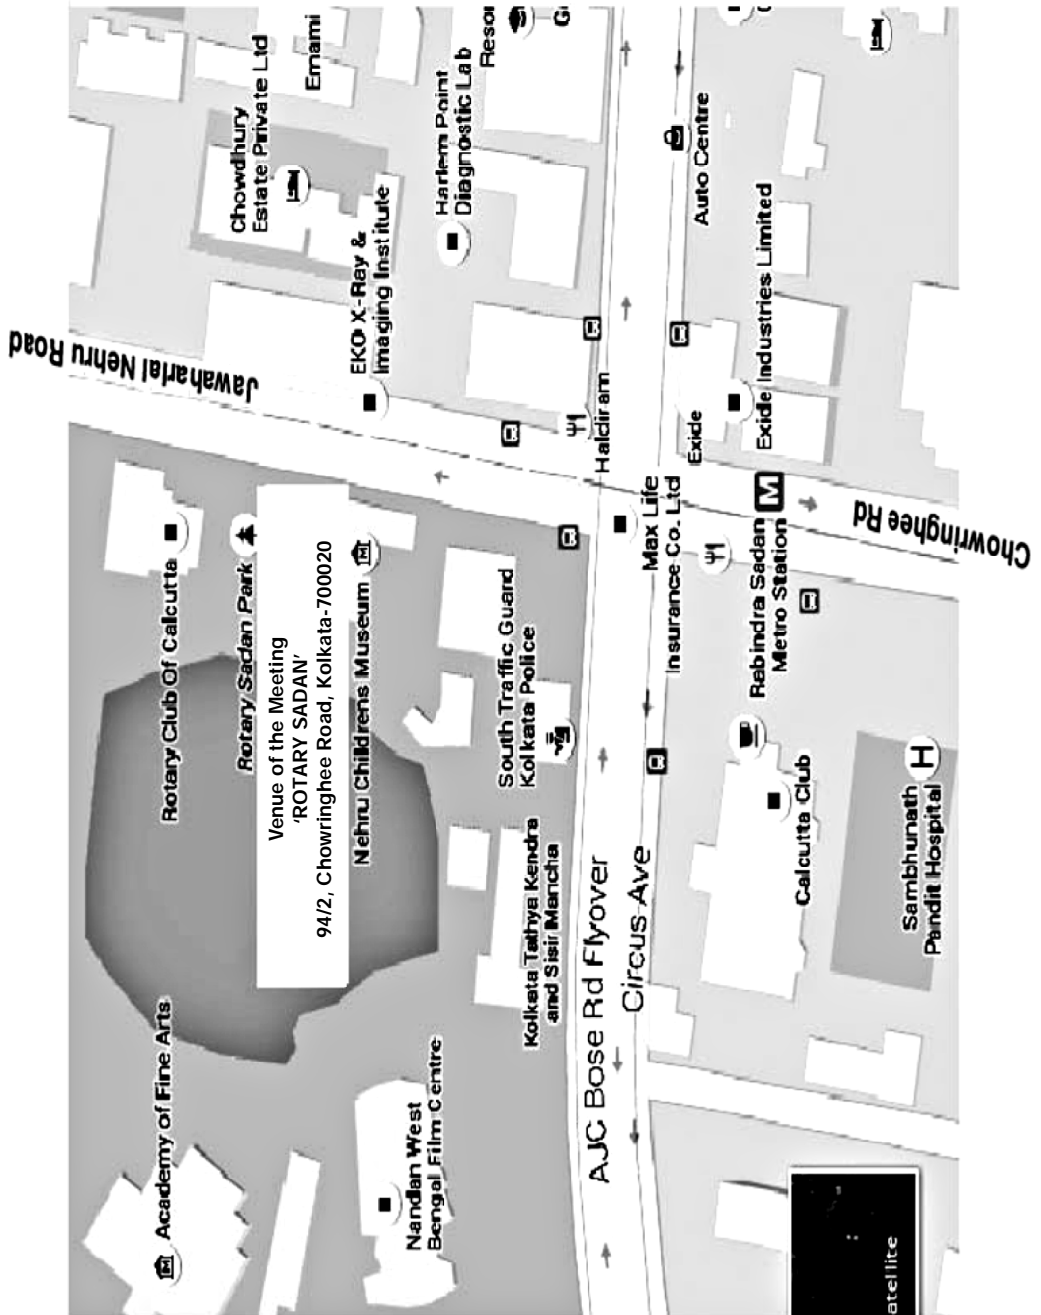 Jawaharlal Nehru Road
Academy of Fine Arts
Rotary Club Of Calcutta
Rotary Sadan Park
Chowdhury
Estate Private Ltd
Emami
Venue of the Meeting
'ROTARY SADAN'
94/2, Chowringhee Road, Kolkata-700020
Nehru Childrens Museum
EKO X-Ray &
Imaging Institute
Nandan West
Bengal Film Centre
Harlem Point
Diagnostic Lab
Resor
South Traffic Guard
Kolkata Police
Kolkata Tathya Kendra
and Sisir Mancha
AJC Bose Rd Flyover
Haldiram
Circus Ave
Max Life
Insurance Co. Ltd
Exide
Auto Centre
Rabindra Sadan
Metro Station
M
Exide Industries Limited
Calcutta Club
Sambhunath
Pandit Hospital
H
atellite
Chowringhee Rd